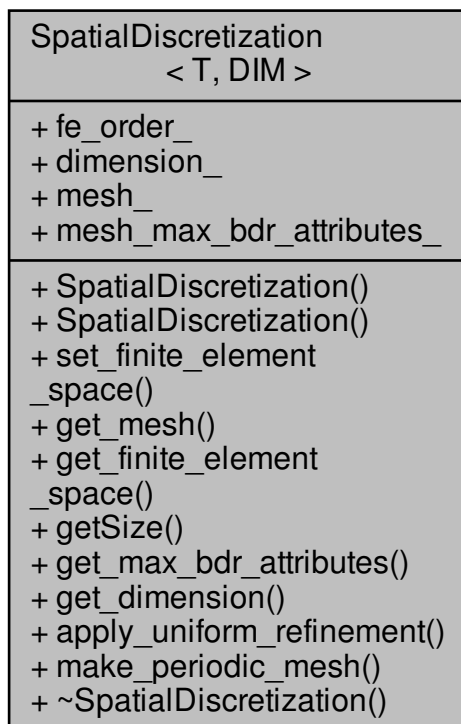 SpatialDiscretization
< T, DIM >
+ fe_order_
+ dimension_
+ mesh_
+ mesh_max_bdr_attributes_
+ SpatialDiscretization()
+ SpatialDiscretization()
+ set_finite_element
_space()
+ get_mesh()
+ get_finite_element
_space()
+ getSize()
+ get_max_bdr_attributes()
+ get_dimension()
+ apply_uniform_refinement()
+ make_periodic_mesh()
+ ~SpatialDiscretization()